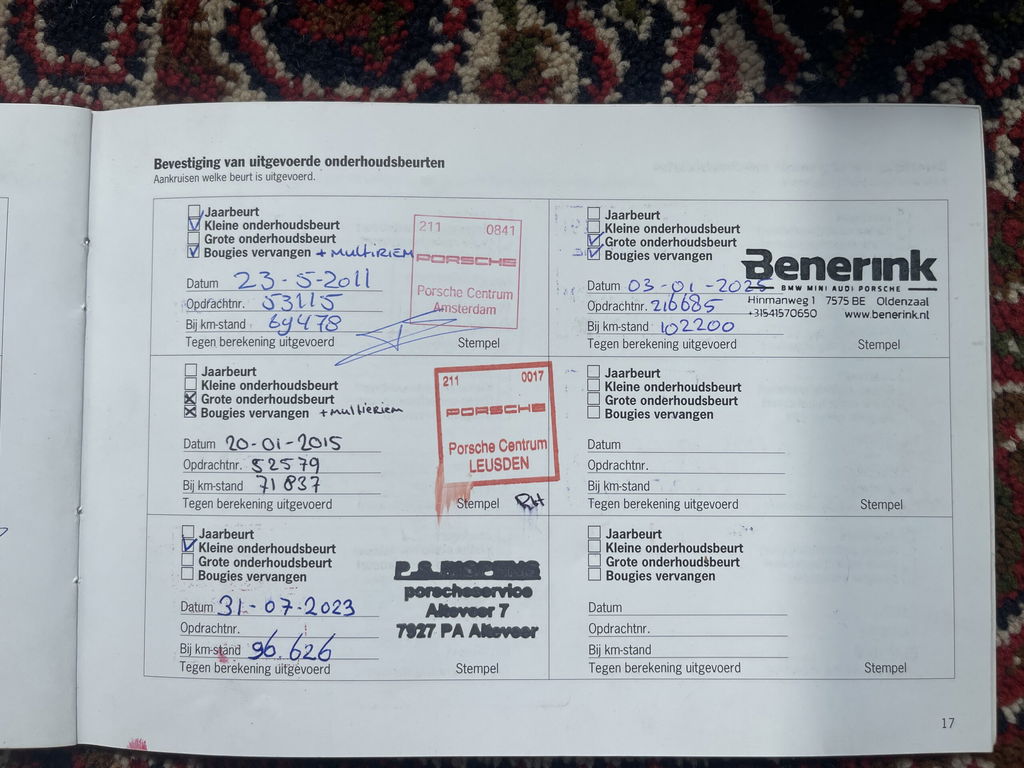 Bevestiging van uitgevoerde onderhoudsbeurten
Aankruisen welke beurt is uitgevoerd.
Jaarbeurt
Kleine onderhoudsbeurt
Grote onderhoudsbeurt
Bougies vervangen + MULTIRIEM
Datum 23-5-2011
Opdrachtnr. 53115
Bij km-stand 69478
Tegen berekening uitgevoerd
Stempel
211 0841
PORSCHE
Porsche Centrum
Amsterdam
Jaarbeurt
Kleine onderhoudsbeurt
Grote onderhoudsbeurt
Bougies vervangen
Datum 03-01-2025
Opdrachtnr. 216685
Bij km-stand 102200
Tegen berekening uitgevoerd
Stempel
Benerink
BMW MINI AUDI PORSCHE
Hinmanweg 1 7575 BE Oldenzaal
+31541570650 www.benerink.nl
Jaarbeurt
Kleine onderhoudsbeurt
Grote onderhoudsbeurt
Bougies vervangen + multieriem
Datum 20-01-2015
Opdrachtnr. 52579
Bij km-stand 71837
Tegen berekening uitgevoerd
Stempel RH
211 0017
PORSCHE
Porsche Centrum
LEUSDEN
Jaarbeurt
Kleine onderhoudsbeurt
Grote onderhoudsbeurt
Bougies vervangen
Datum
Opdrachtnr.
Bij km-stand
Tegen berekening uitgevoerd
Stempel
Jaarbeurt
Kleine onderhoudsbeurt
Grote onderhoudsbeurt
Bougies vervangen
Datum 31-07-2023
Opdrachtnr.
Bij km-stand 96.626
Tegen berekening uitgevoerd
Stempel
P.S.
porscheservice
Alteveer 7
7927 PA Alteveer
Jaarbeurt
Kleine onderhoudsbeurt
Grote onderhoudsbeurt
Bougies vervangen
Datum
Opdrachtnr.
Bij km-stand
Tegen berekening uitgevoerd
Stempel
17